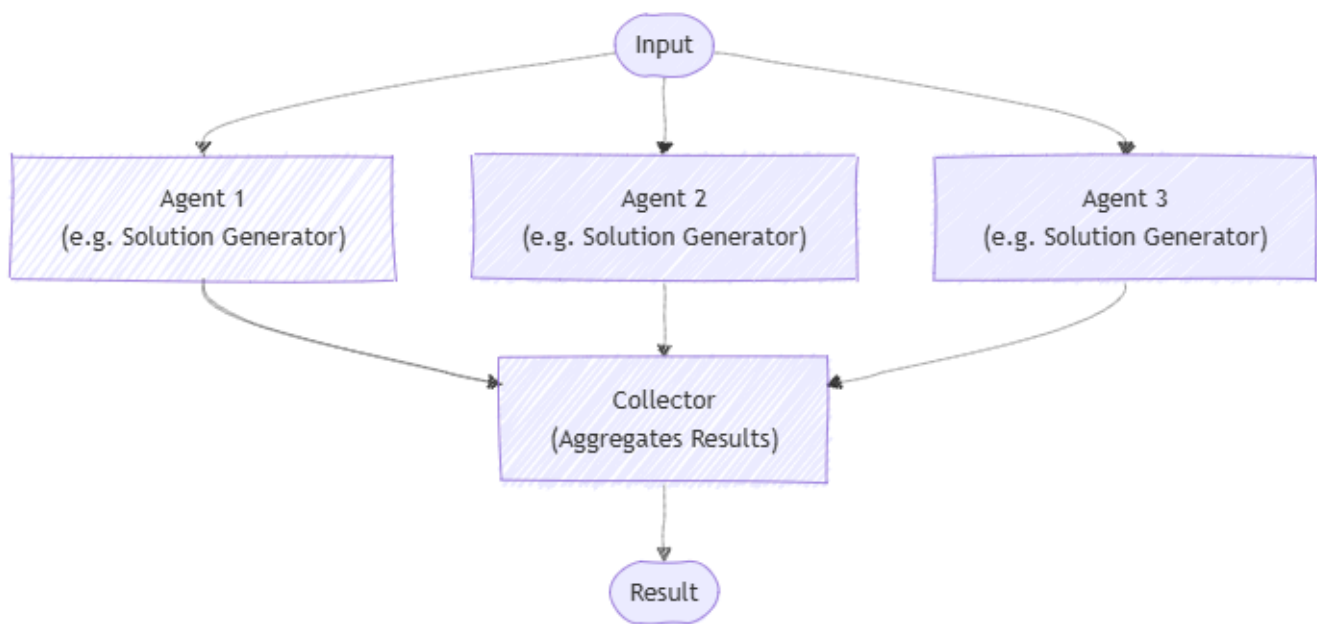 Input
Agent 1
(e.g. Solution Generator)
Agent 2
(e.g. Solution Generator)
Agent 3
(e.g. Solution Generator)
Collector
(Aggregates Results)
Result